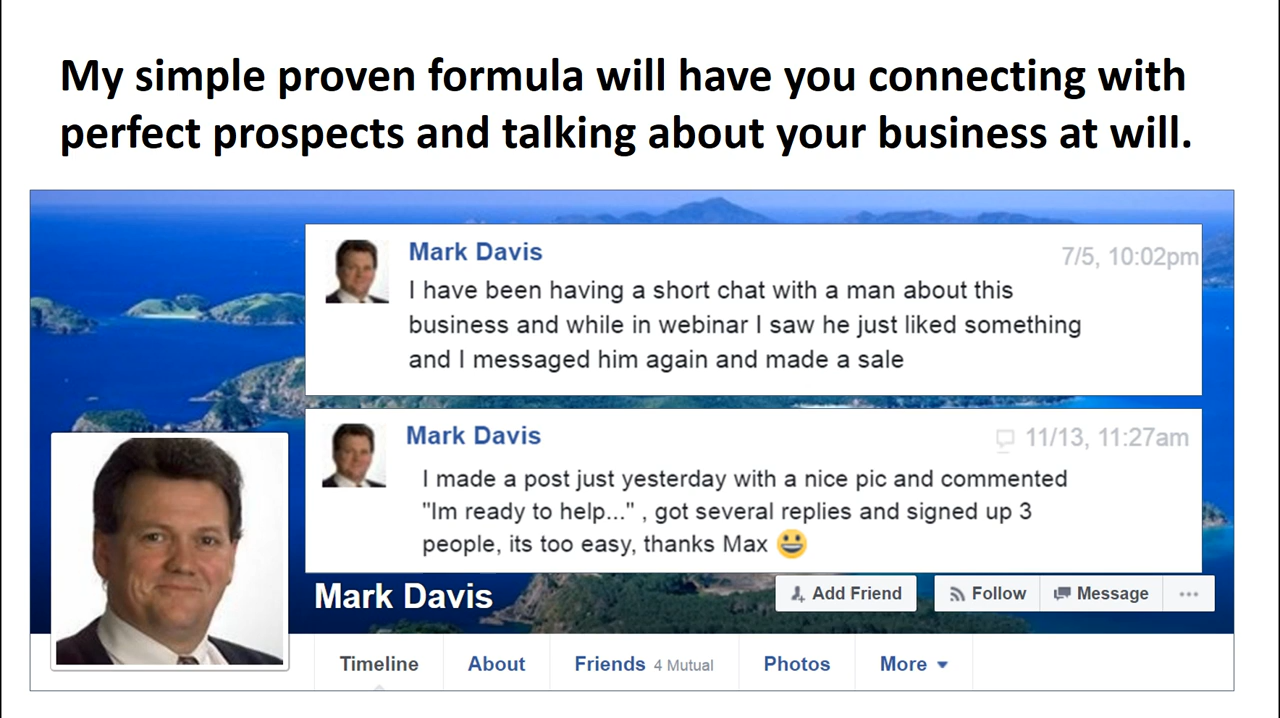 My simple proven formula will have you connecting with
perfect prospects and talking about your business at will.
Mark Davis
7/5, 10:02pm
I have been having a short chat with a man about this
business and while in webinar I saw he just liked something
and I messaged him again and made a sale
Mark Davis
11/13, 11:27am
I made a post just yesterday with a nice pic and commented
"Im ready to help..." , got several replies and signed up 3
people, its too easy, thanks Max 😃
Mark Davis
Add Friend
Follow
Message
...
Timeline
About
Friends 4 Mutual
Photos
More